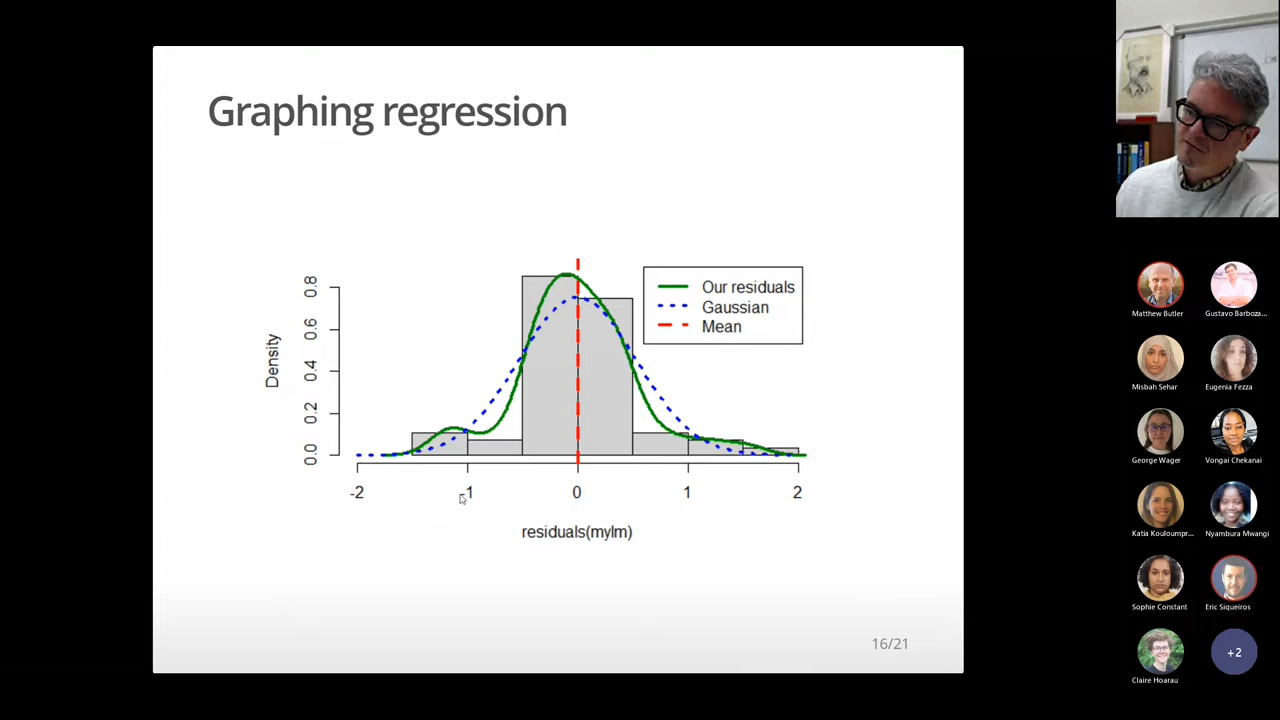 Graphing regression
Our residuals
Gaussian
Mean
Density
0.0 0.2 0.4 0.6 0.8
-2 -1 0 1 2
residuals(mylm)
16/21
Matthew Butler
Gustavo Barboza...
Misbah Sehar
Eugenia Fezza
George Wager
Vongai Chekanai
Katia Kouloumpr...
Nyambura Mwangi
Sophie Constant
Eric Siqueiros
Claire Hoarau
+2